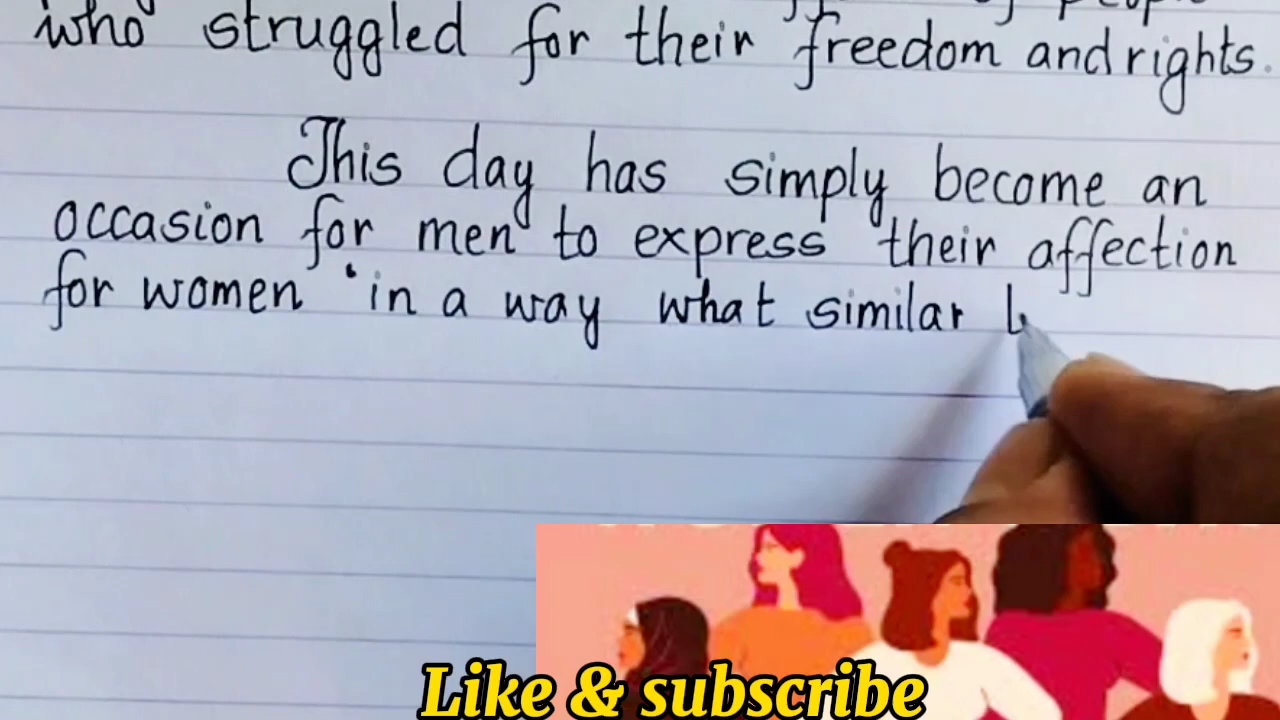 who struggled for their freedom and rights.
This day has simply become an
occasion for men to express their affection
for women in a way what similar
Like & subscribe